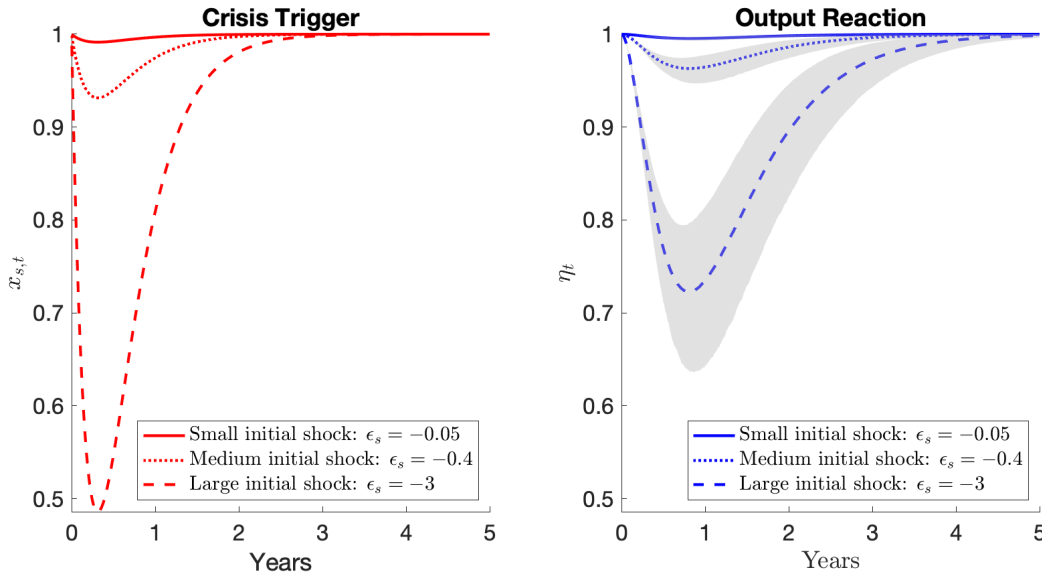 Crisis Trigger
1
0.9
0.8
0.7
0.6
0.5
x_{s,t}
0 1 2 3 4 5
Years
Small initial shock: ϵ_s = −0.05
Medium initial shock: ϵ_s = −0.4
Large initial shock: ϵ_s = −3
Output Reaction
1
0.9
0.8
0.7
0.6
0.5
η_t
0 1 2 3 4 5
Years
Small initial shock: ϵ_s = −0.05
Medium initial shock: ϵ_s = −0.4
Large initial shock: ϵ_s = −3